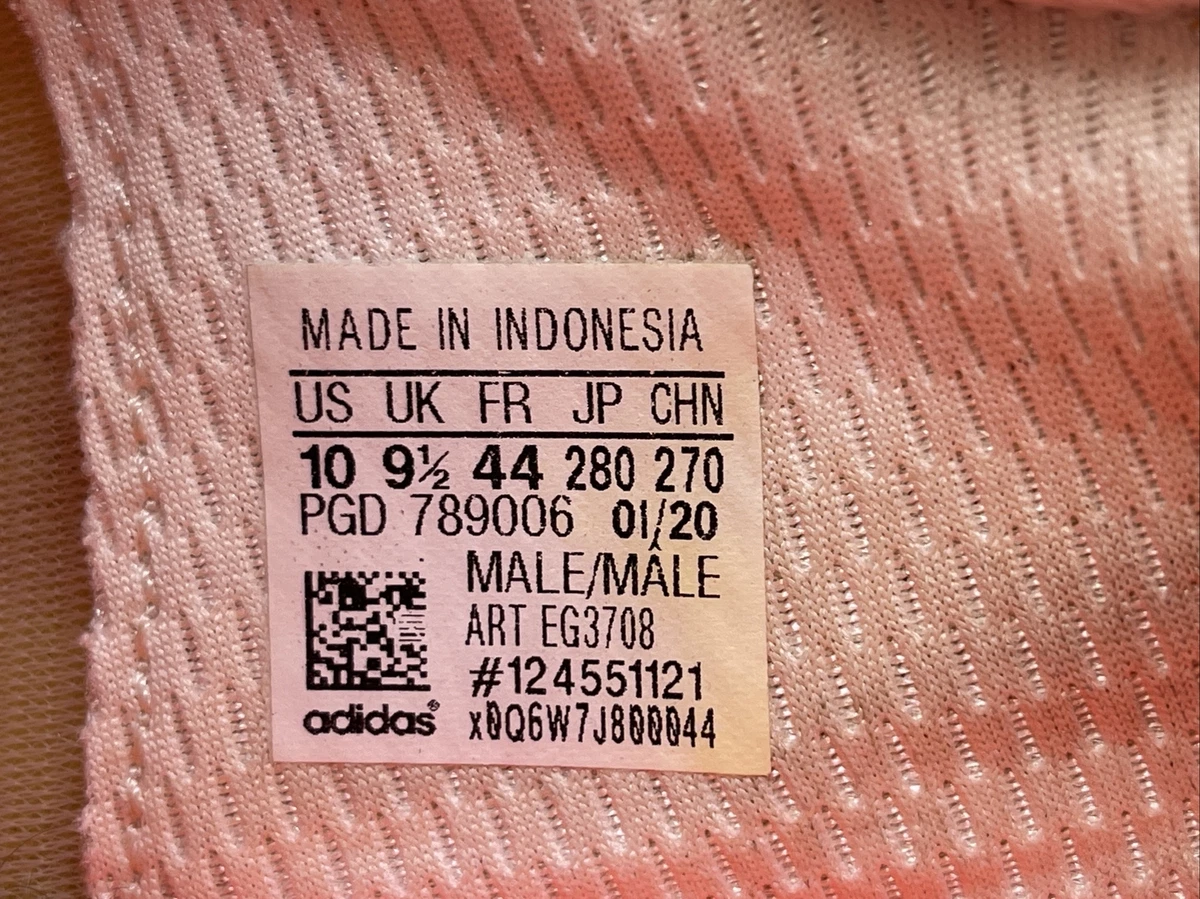 MADE IN INDONESIA
US UK FR JP CHN
10 9½ 44 280 270
PGD 789006 01/20
MALE/MÂLE
ART EG3708
#124551121
adidas® x0Q6W7J800044